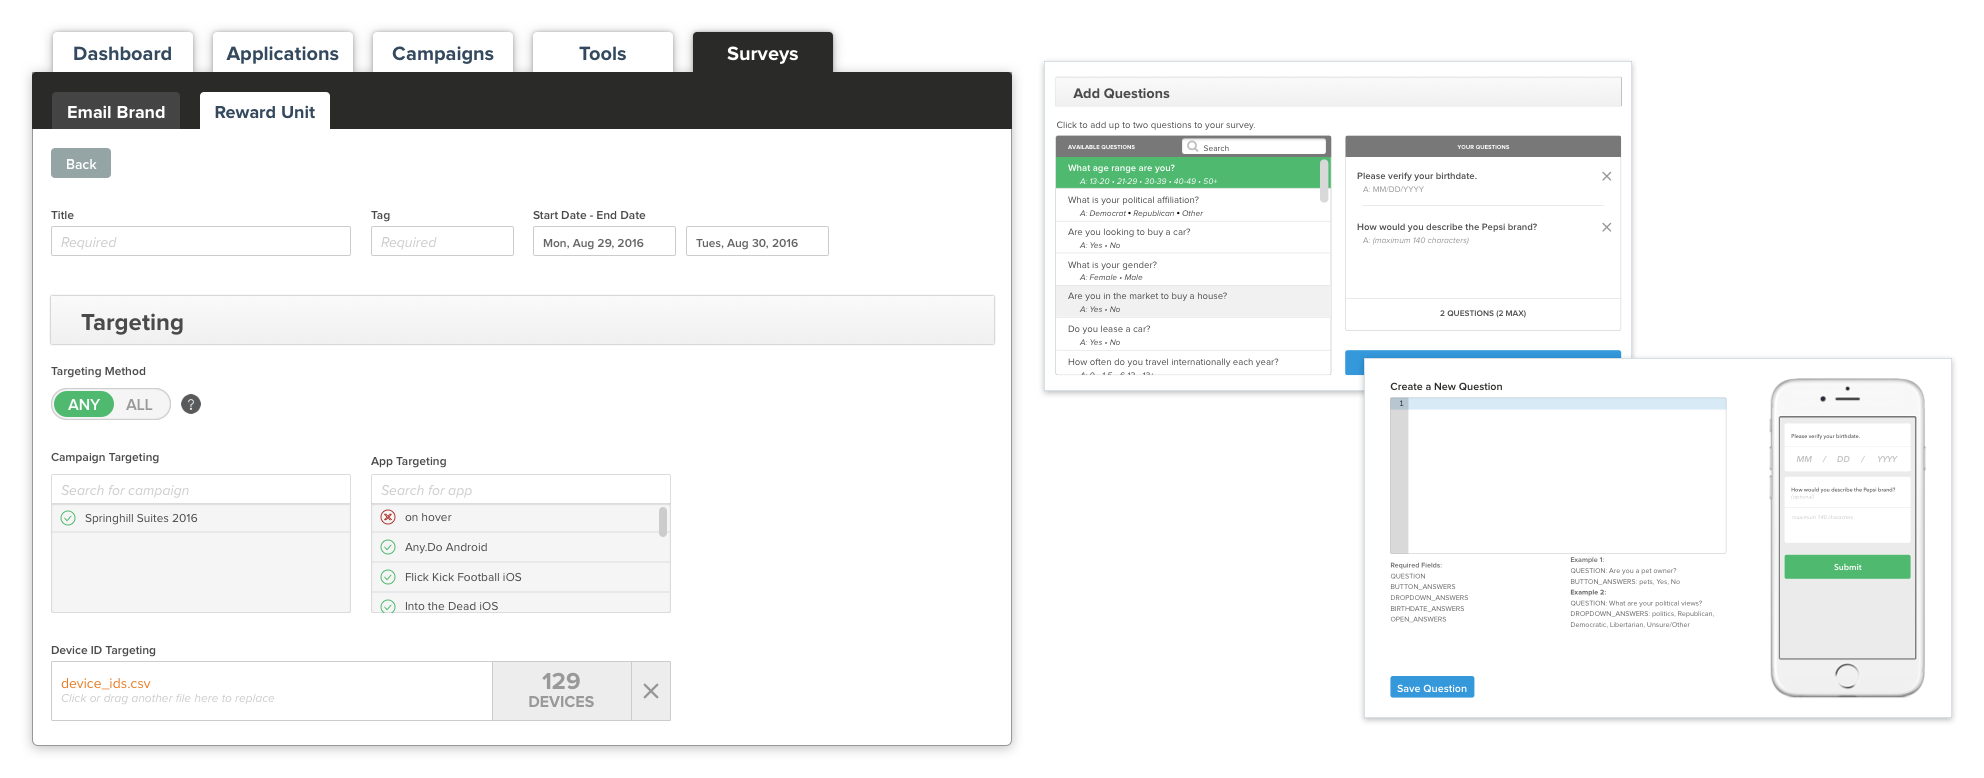 Dashboard
Applications
Campaigns
Tools
Surveys
Email Brand
Reward Unit
Back
Title
Tag
Start Date - End Date
Required
Required
Mon, Aug 29, 2016
Tues, Aug 30, 2016
Targeting
Targeting Method
ANY
ALL
?
Campaign Targeting
Search for campaign
Springhill Suites 2016
App Targeting
Search for app
on hover
Any.Do Android
Flick Kick Football iOS
Into the Dead iOS
Device ID Targeting
device_ids.csv
Click or drag another file here to replace
129
DEVICES
Add Questions
Click to add up to two questions to your survey.
AVAILABLE QUESTIONS
Search
What age range are you?
A: 13-20 • 21-29 • 30-39 • 40-49 • 50+
What is your political affiliation?
A: Democrat • Republican • Other
Are you looking to buy a car?
A: Yes • No
What is your gender?
A: Female • Male
Are you in the market to buy a house?
A: Yes • No
Do you lease a car?
A: Yes • No
How often do you travel internationally each year?
YOUR QUESTIONS
Please verify your birthdate.
A: MM/DD/YYYY
How would you describe the Pepsi brand?
A: (maximum 140 characters)
2 QUESTIONS (2 MAX)
Create a New Question
1
Required Fields:
QUESTION
BUTTON_ANSWERS
DROPDOWN_ANSWERS
BIRTHDATE_ANSWERS
OPEN_ANSWERS
Example 1:
QUESTION: Are you a pet owner?
BUTTON_ANSWERS: pets, Yes, No
Example 2:
QUESTION: What are your political views?
DROPDOWN_ANSWERS: politics, Republican,
Democratic, Libertarian, Unsure/Other
Save Question
Please verify your birthdate.
MM / DD / YYYY
How would you describe the Pepsi brand?
(optional)
maximum 140 characters
Submit